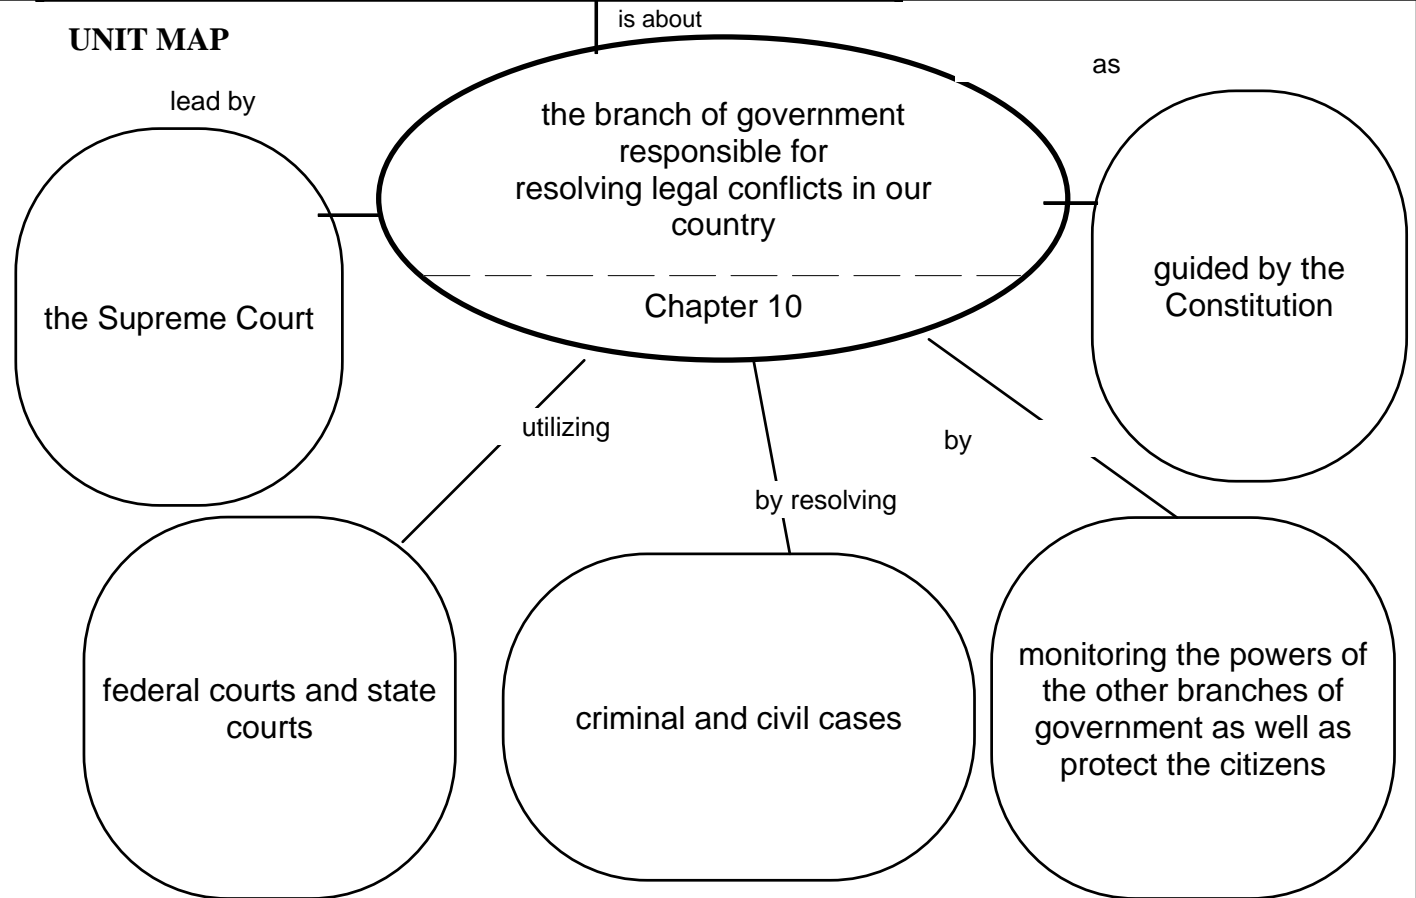 is about
UNIT MAP
as
lead by
the branch of government
responsible for
resolving legal conflicts in our
country
Chapter 10
the Supreme Court
guided by the
Constitution
utilizing
by
by resolving
federal courts and state
courts
criminal and civil cases
monitoring the powers of
the other branches of
government as well as
protect the citizens